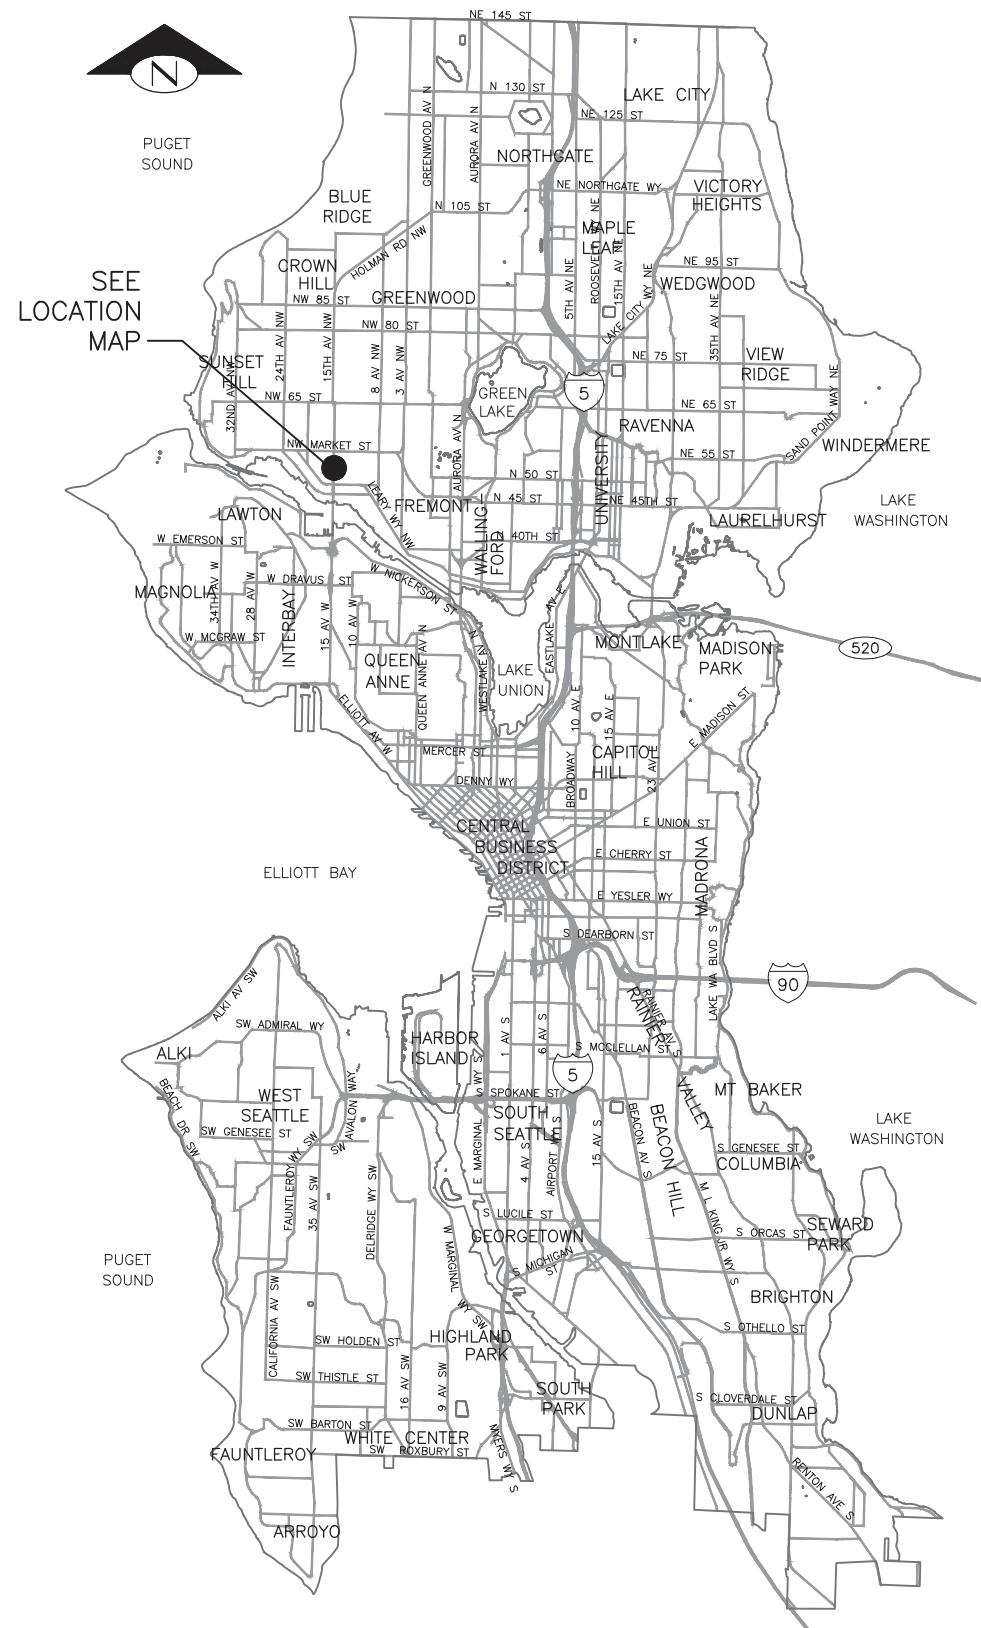 NE 145 ST
N
N 130 ST
LAKE CITY
NE 125 ST
PUGET
SOUND
GREENWOOD AV N
AURORA AV N
NORTHGATE
NE NORTHGATE WY
VICTORY
HEIGHTS
BLUE
RIDGE
N 105 ST
HOLMAN RD NW
MAPLE
LEAF
5TH AV NE
ROOSEVELT WY NE
15TH AV NE
NE 95 ST
WEDGWOOD
CROWN
HILL
SEE
LOCATION
MAP
NW 85 ST
GREENWOOD
LAKE CITY WY NE
35TH AV NE
NW 80 ST
24TH AV NW
15TH AV NW
8 AV NW
3 AV NW
SUNSET
HILL
32ND AV NW
NE 75 ST
VIEW
RIDGE
5
GREEN
LAKE
NW 65 ST
NE 65 ST
SAND POINT WAY NE
RAVENNA
WINDERMERE
NW MARKET ST
AURORA AV N
UNIVERSITY
NE 55 ST
N 50 ST
LEARY WY NW
FREMONT
N 45 ST
NE 45TH ST
LAKE
WASHINGTON
LAWTON
LAURELHURST
WALLING-
FORD
40TH ST
W EMERSON ST
W NICKERSON ST
W DRAVUS ST
MAGNOLIA
34TH AV W
28 AV W
INTERBAY
15 AV W
10 AV W
W MCGRAW ST
QUEEN
ANNE
QUEEN ANNE AV N
WESTLAKE AV N
LAKE
UNION
EASTLAKE AV E
MONTLAKE
MADISON
PARK
520
ELLIOTT AV W
10 AV E
15 AV E
E MADISON ST
MERCER ST
BROADWAY
CAPITOL
HILL
23 AV E
DENNY WY
CENTRAL
BUSINESS
DISTRICT
E UNION ST
E CHERRY ST
MADRONA
E YESLER WY
ELLIOTT BAY
S DEARBORN ST
LAKE WA BLVD S
90
ALKI AV SW
RAINIER AV S
RAINIER
VALLEY
SW ADMIRAL WY
HARBOR
ISLAND
1 AV S
6 AV S
S MCCLELLAN ST
ALKI
5
BEACH DR SW
WEST
SEATTLE
AVALON WAY
SW
S SPOKANE ST
MT BAKER
SOUTH
SEATTLE
E MARGINAL WY S
4 AV S
AIRPORT WY S
15 AV S
BEACON AV S
BEACON HILL
LAKE
WASHINGTON
SW GENESEE ST
S GENESEE ST
COLUMBIA
FAUNTLEROY WY SW
35 AV SW
DELRIDGE WY SW
M L KING JR WY S
S LUCILE ST
GEORGETOWN
S ORCAS ST
SEWARD
PARK
W MARGINAL
WY SW
S MICHIGAN
ST
PUGET
SOUND
CALIFORNIA AV SW
BRIGHTON
S OTHELLO ST
SW HOLDEN ST
HIGHLAND
PARK
SW THISTLE ST
16 AV SW
9 AV SW
SOUTH
PARK
S CLOVERDALE ST
DUNLAP
SW BARTON ST
WHITE CENTER
SW ROXBURY ST
FAUNTLEROY
MYERS WY S
RENTON AVE S
ARROYO